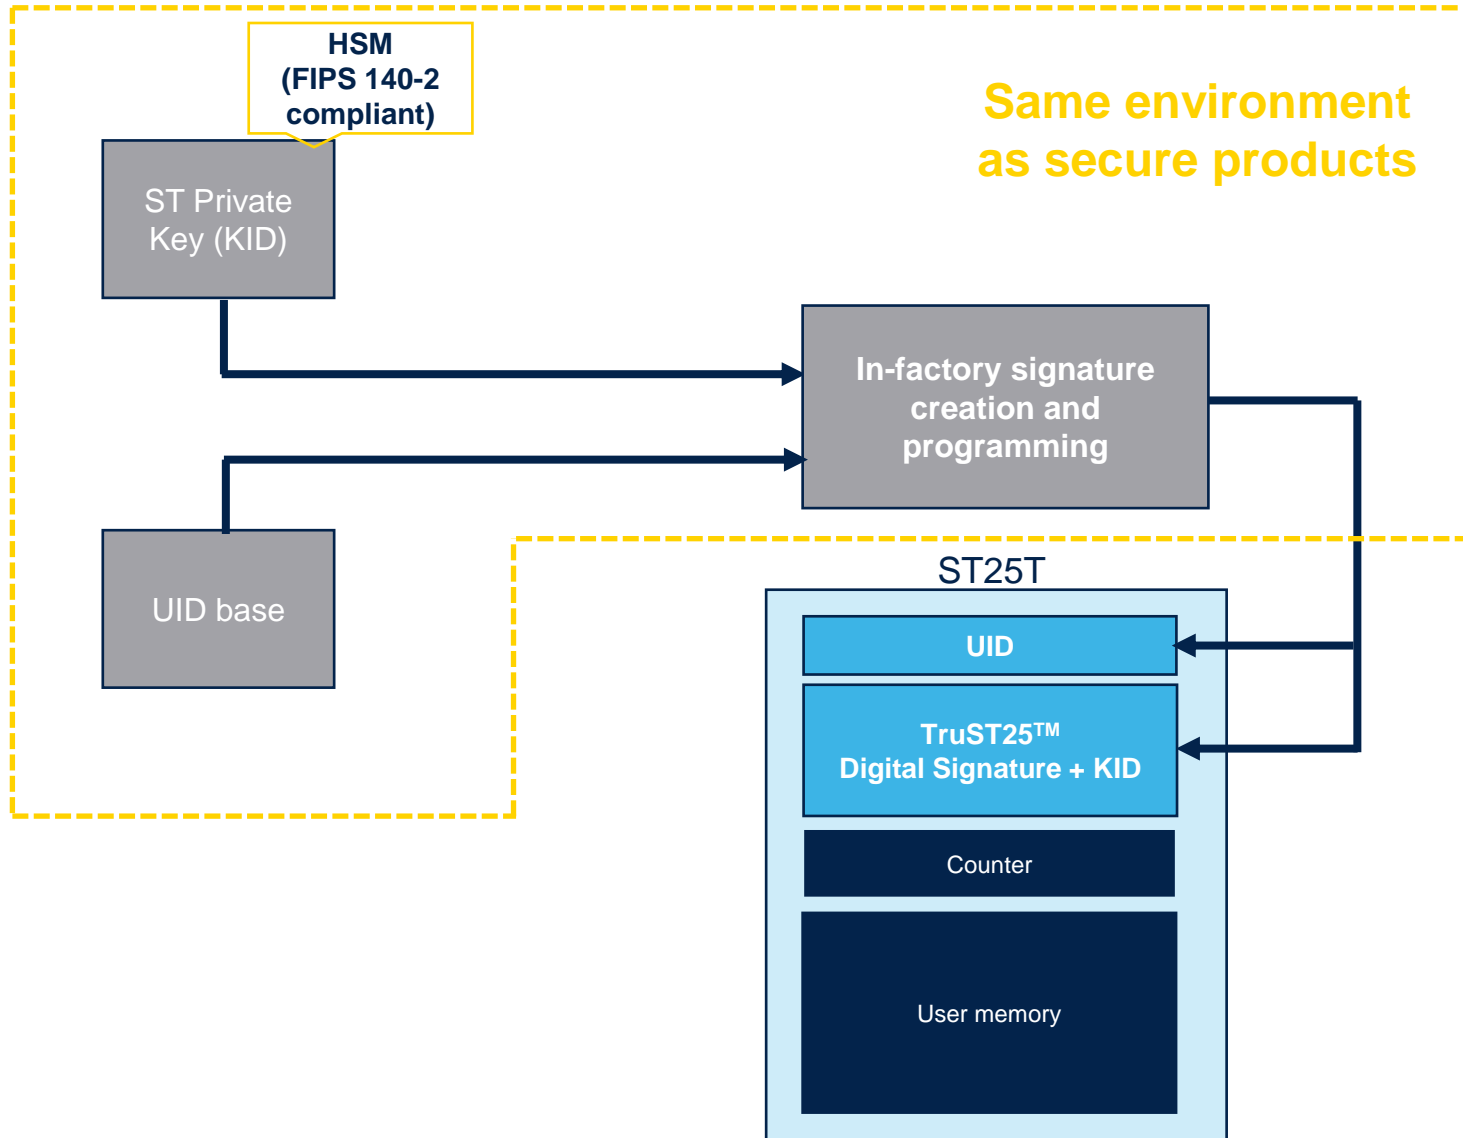 HSM
(FIPS 140-2
compliant)
Same environment
as secure products
ST Private
Key (KID)
In-factory signature
creation and
programming
UID base
ST25T
UID
TruST25™
Digital Signature + KID
Counter
User memory